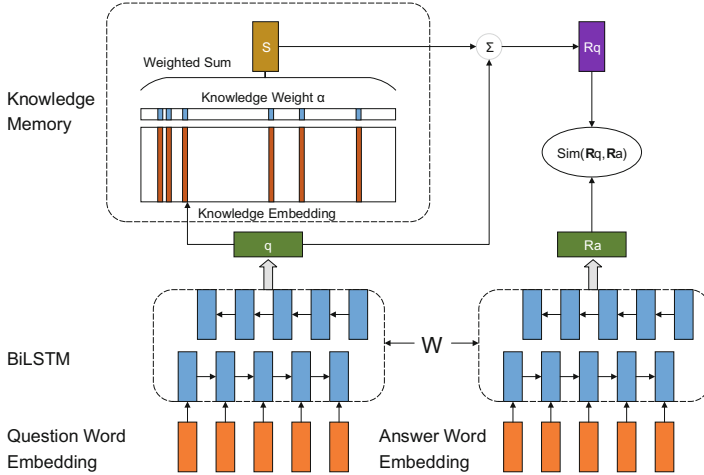 S
Σ
Rq
Weighted Sum
Knowledge Weight α
Knowledge
Memory
Sim(Rq,Ra)
Knowledge Embedding
q
Ra
W
BiLSTM
Question Word
Embedding
Answer Word
Embedding